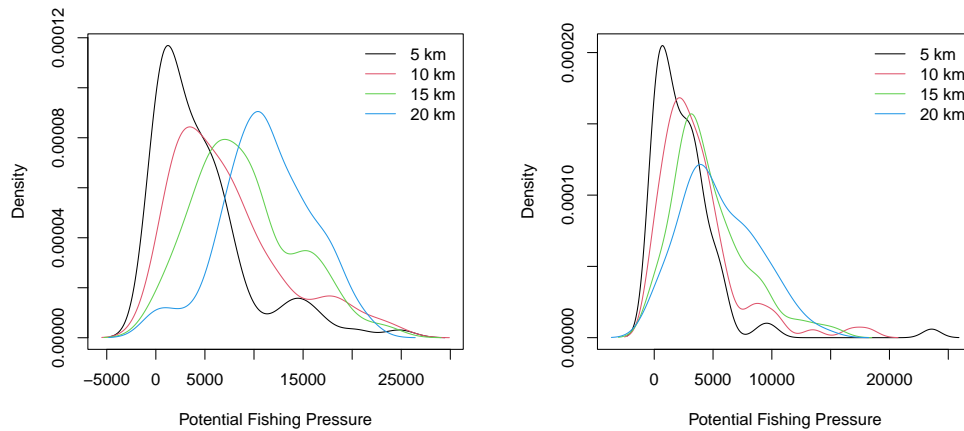 0.00012
0.00008
0.00004
0.00000
Density
5 km
10 km
15 km
20 km
−5000 0 5000 15000 25000
Potential Fishing Pressure
0.00020
0.00010
0.00000
Density
5 km
10 km
15 km
20 km
0 5000 10000 20000
Potential Fishing Pressure